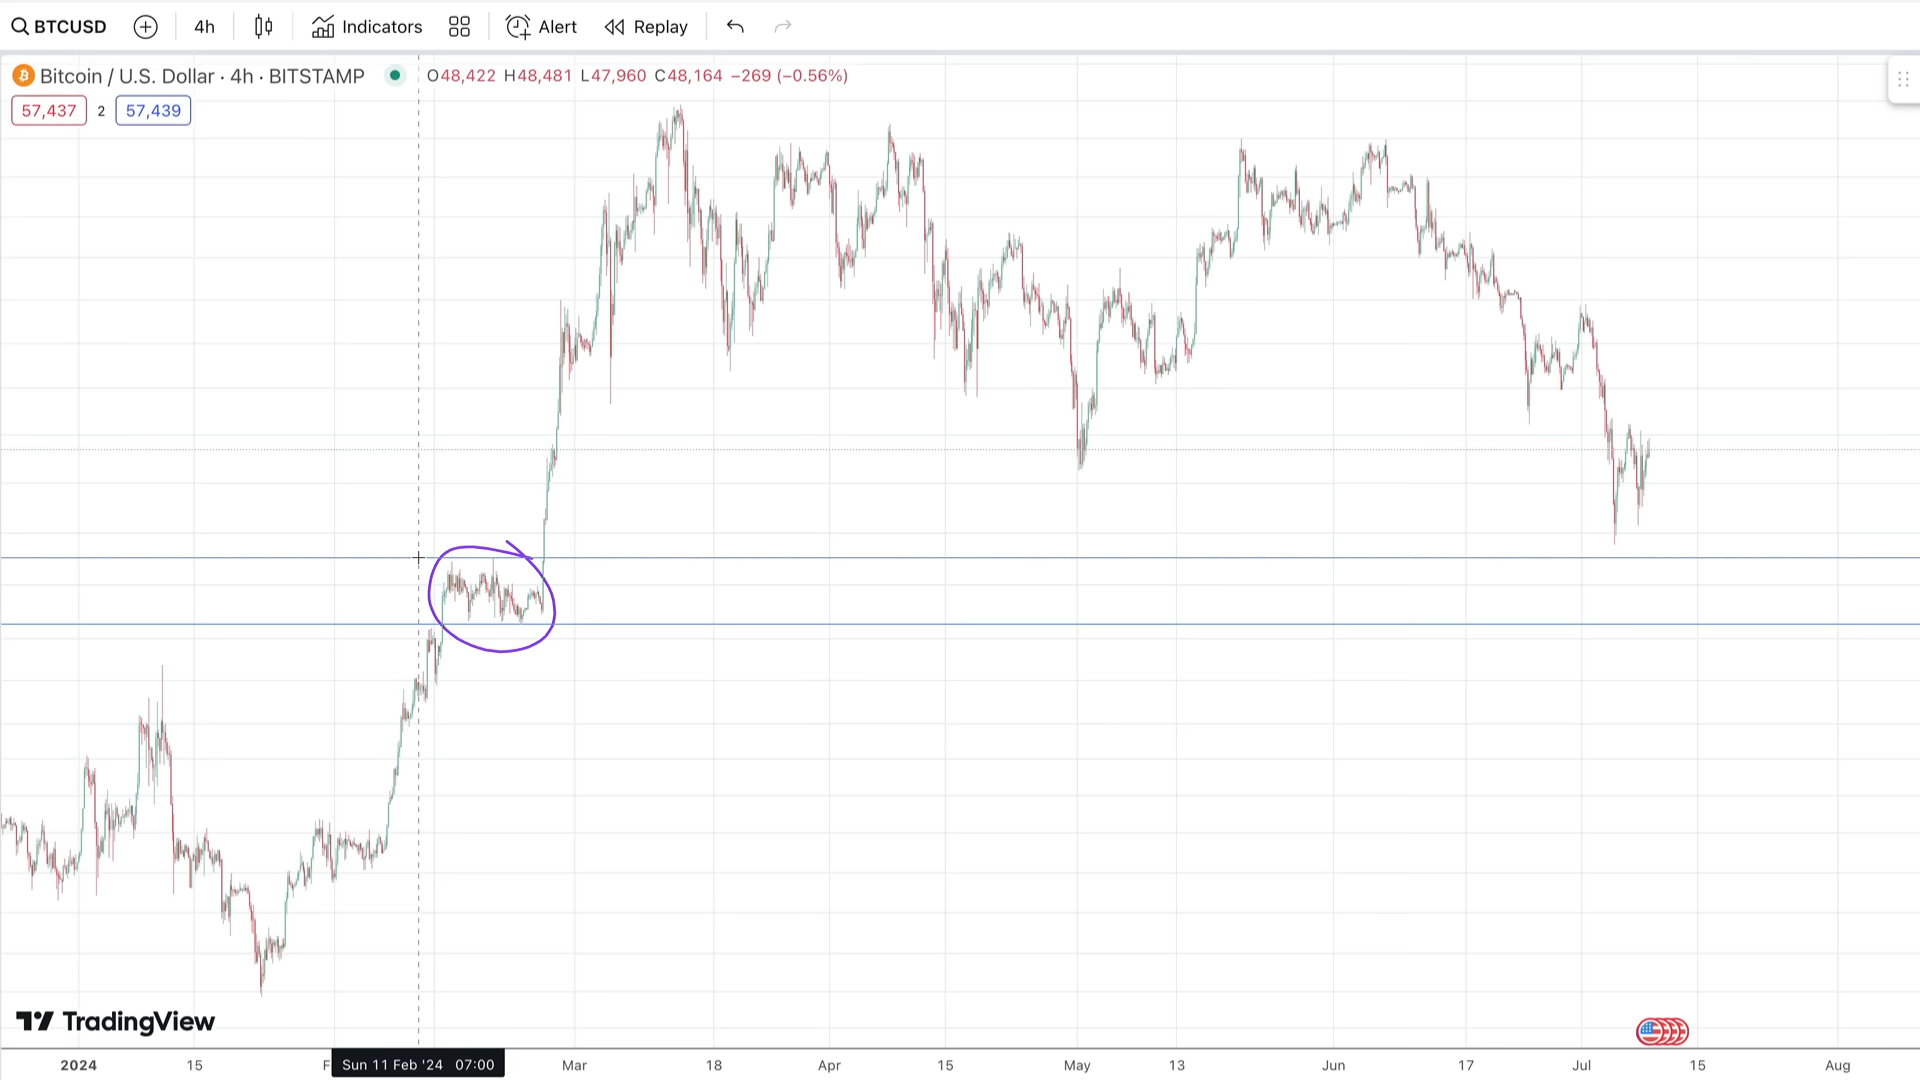 BTCUSD 4h Indicators Alert Replay
Bitcoin / U.S. Dollar · 4h · BITSTAMP O48,422 H48,481 L47,960 C48,164 −269 (−0.56%)
57,437 2 57,439
TradingView
2024 15 F Sun 11 Feb '24 07:00 Mar 18 Apr 15 May 13 Jun 17 Jul 15 Aug